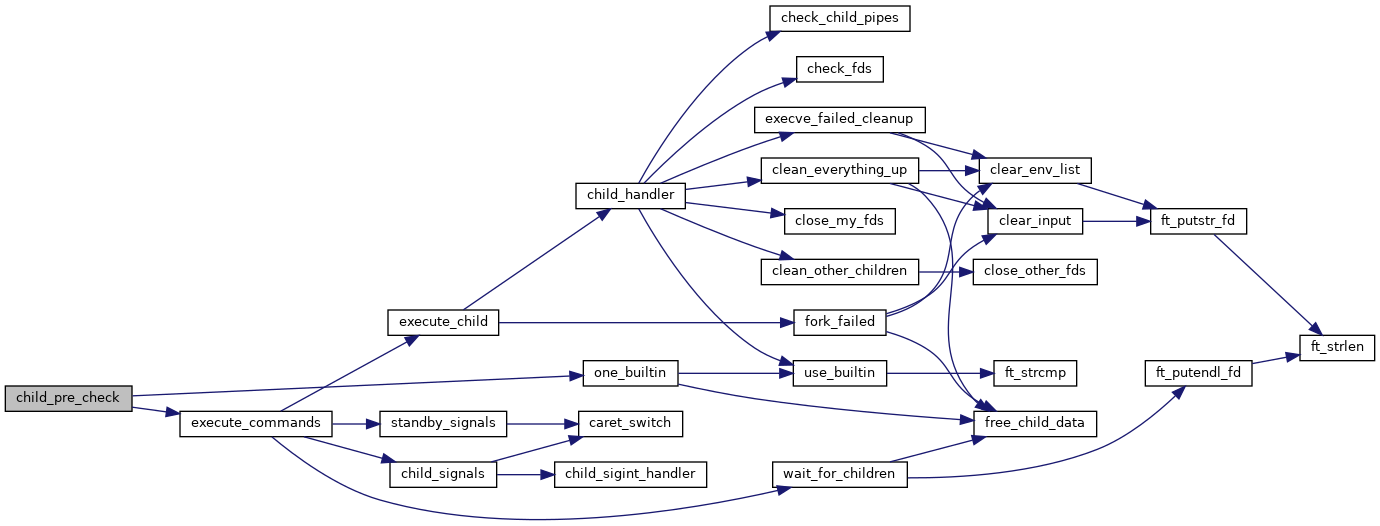 child_pre_check
execute_commands
execute_child
one_builtin
standby_signals
child_signals
child_handler
caret_switch
child_sigint_handler
check_child_pipes
check_fds
execve_failed_cleanup
clean_everything_up
close_my_fds
clean_other_children
fork_failed
use_builtin
wait_for_children
clear_env_list
clear_input
close_other_fds
ft_strcmp
free_child_data
ft_putstr_fd
ft_putendl_fd
ft_strlen